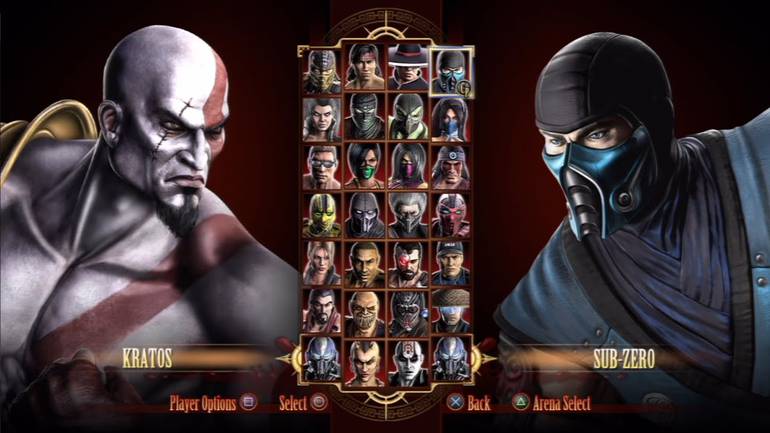 KRATOS
SUB-ZERO
Player Options
Select
Back
Arena Select